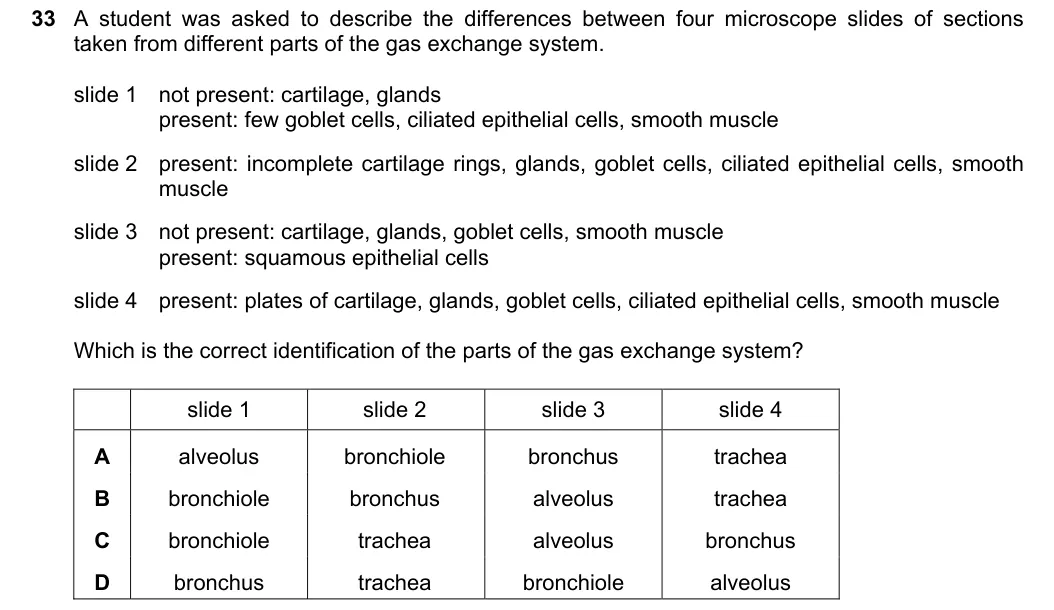 33 A student was asked to describe the differences between four microscope slides of sections
taken from different parts of the gas exchange system.
slide 1 not present: cartilage, glands
present: few goblet cells, ciliated epithelial cells, smooth muscle
slide 2 present: incomplete cartilage rings, glands, goblet cells, ciliated epithelial cells, smooth
muscle
slide 3 not present: cartilage, glands, goblet cells, smooth muscle
present: squamous epithelial cells
slide 4 present: plates of cartilage, glands, goblet cells, ciliated epithelial cells, smooth muscle
Which is the correct identification of the parts of the gas exchange system?
slide 1 slide 2 slide 3 slide 4
A alveolus bronchiole bronchus trachea
B bronchiole bronchus alveolus trachea
C bronchiole trachea alveolus bronchus
D bronchus trachea bronchiole alveolus